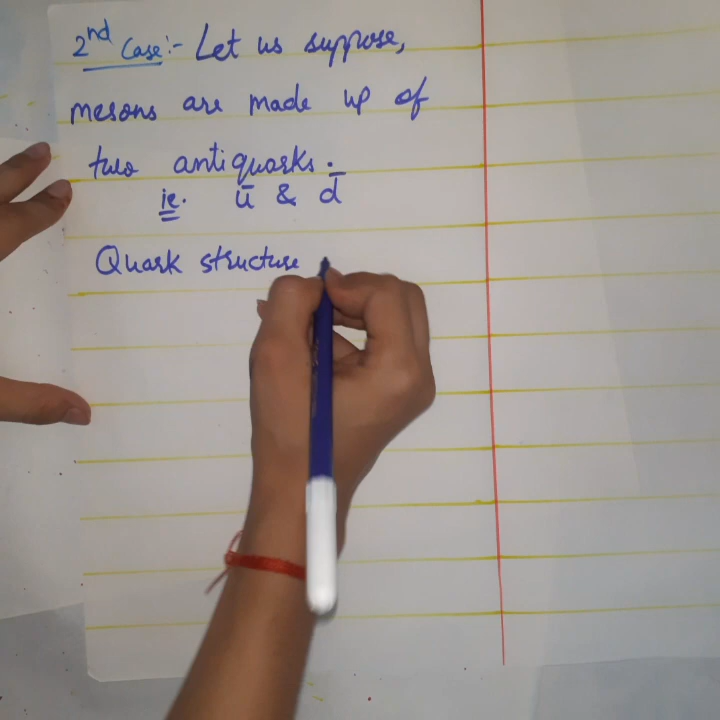 2nd Case:- Let us suppose,
mesons are made up of
two antiquarks.
ie. ū & d̄
Quark structure